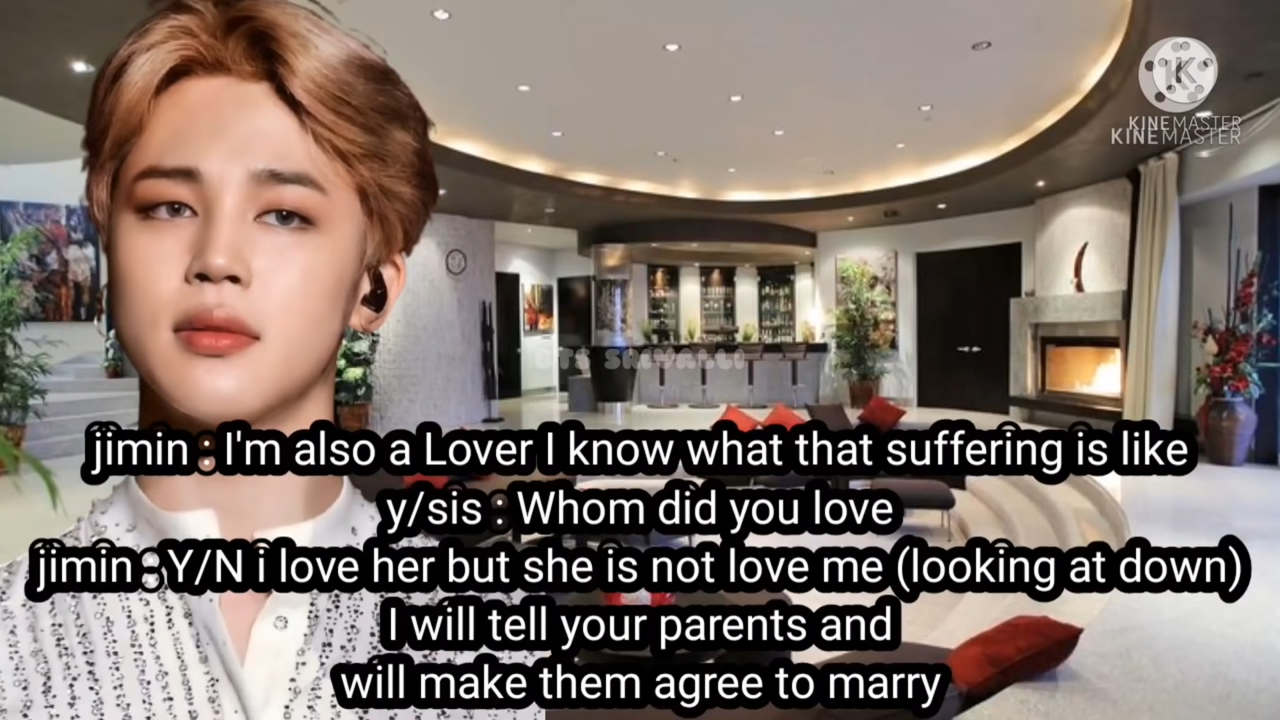 KINEMASTER
KINEMASTER
BTS SRIVALLI
jimin : I'm also a Lover I know what that suffering is like
y/sis : Whom did you love
jimin : Y/N i love her but she is not love me (looking at down)
I will tell your parents and
will make them agree to marry